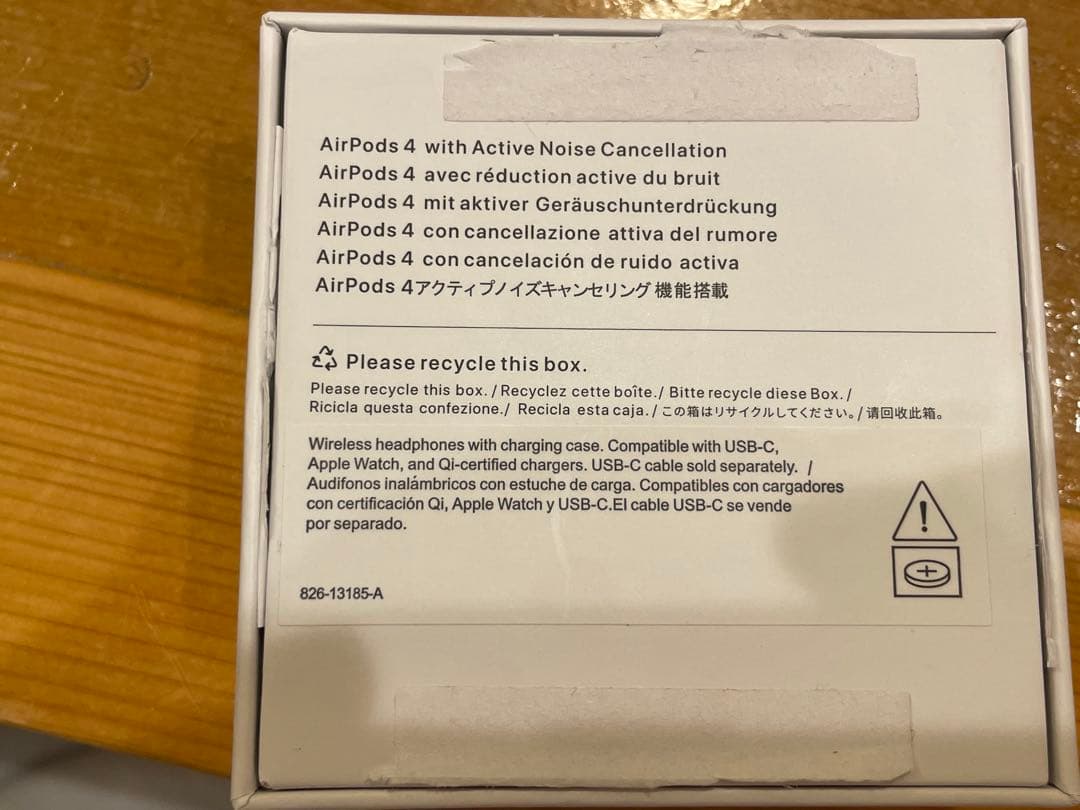 AirPods 4 with Active Noise Cancellation
AirPods 4 avec réduction active du bruit
AirPods 4 mit aktiver Geräuschunterdrückung
AirPods 4 con cancellazione attiva del rumore
AirPods 4 con cancelación de ruido activa
AirPods 4アクティブノイズキャンセリング機能搭載
Please recycle this box.
Please recycle this box. / Recyclez cette boîte. / Bitte recycle diese Box. /
Ricicla questa confezione. / Recicla esta caja. / この箱はリサイクルしてください。/ 请回收此箱。
Wireless headphones with charging case. Compatible with USB-C,
Apple Watch, and Qi-certified chargers. USB-C cable sold separately. /
Audifonos inalámbricos con estuche de carga. Compatibles con cargadores
con certificación Qi, Apple Watch y USB-C.El cable USB-C se vende
por separado.
826-13185-A